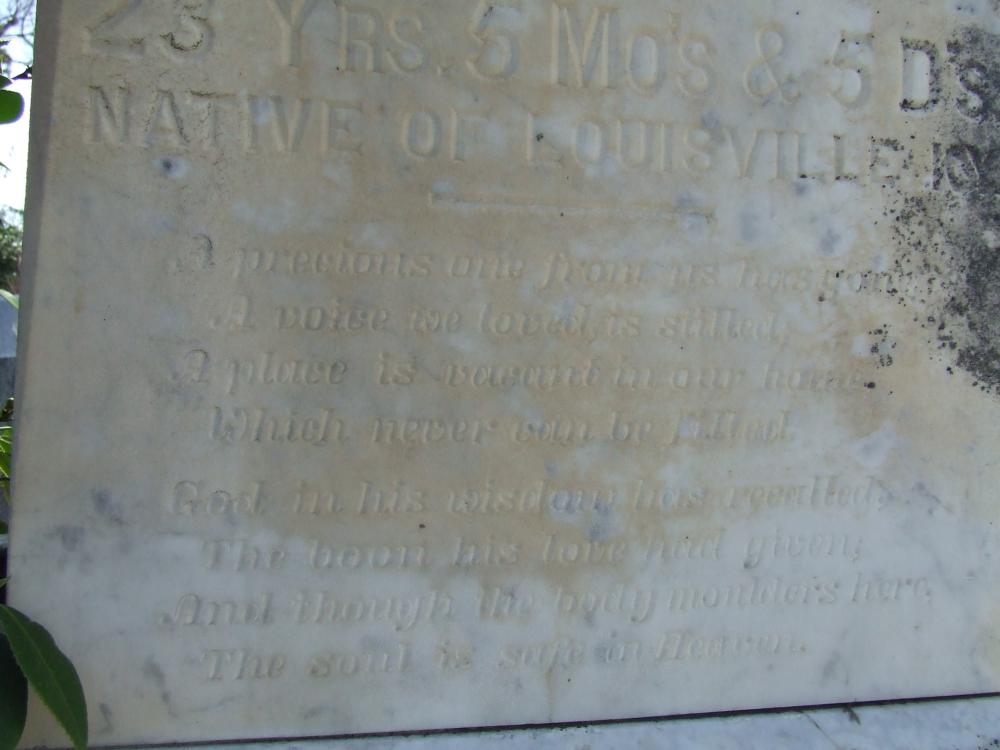 23 YRS. 5 MO'S & 5 D'S
NATIVE OF LOUISVILLE KY
A precious one from us has gone,
A voice we loved, is stilled,
A place is vacant in our home
Which never can be filled.
God in his wisdom has recalled,
The boon his love had given;
And though the body moulders here,
The soul is safe in Heaven.